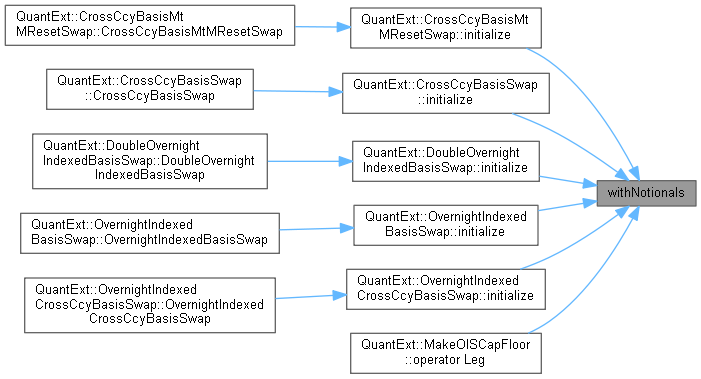 QuantExt::CrossCcyBasisMt
MResetSwap::CrossCcyBasisMtMResetSwap
QuantExt::CrossCcyBasisMt
MResetSwap::initialize
QuantExt::CrossCcyBasisSwap
::CrossCcyBasisSwap
QuantExt::CrossCcyBasisSwap
::initialize
QuantExt::DoubleOvernight
IndexedBasisSwap::DoubleOvernight
IndexedBasisSwap
QuantExt::DoubleOvernight
IndexedBasisSwap::initialize
withNotionals
QuantExt::OvernightIndexed
BasisSwap::OvernightIndexedBasisSwap
QuantExt::OvernightIndexed
BasisSwap::initialize
QuantExt::OvernightIndexed
CrossCcyBasisSwap::OvernightIndexed
CrossCcyBasisSwap
QuantExt::OvernightIndexed
CrossCcyBasisSwap::initialize
QuantExt::MakeOISCapFloor
::operator Leg